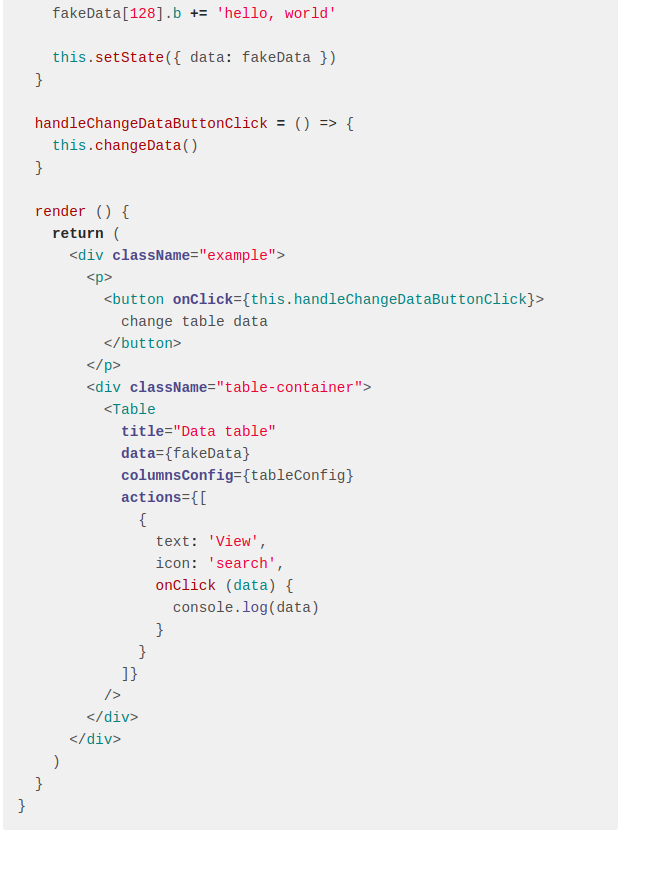 fakeData[128].b += 'hello, world'

    this.setState({ data: fakeData })
  }

  handleChangeDataButtonClick = () => {
    this.changeData()
  }

  render () {
    return (
      <div className="example">
        <p>
          <button onClick={this.handleChangeDataButtonClick}>
            change table data
          </button>
        </p>
        <div className="table-container">
          <Table
            title="Data table"
            data={fakeData}
            columnsConfig={tableConfig}
            actions={[
              {
                text: 'View',
                icon: 'search',
                onClick (data) {
                  console.log(data)
                }
              }
            ]}
          />
        </div>
      </div>
    )
  }
}